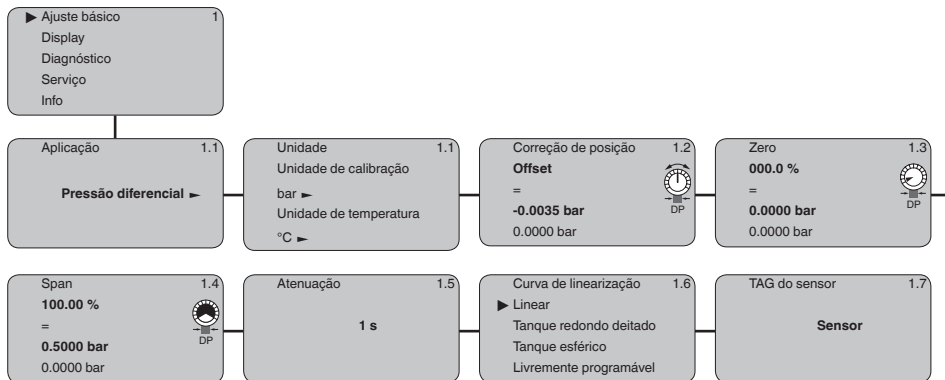 Ajuste básico 1
Display
Diagnóstico
Serviço
Info
Aplicação 1.1
Pressão diferencial
Unidade 1.1
Unidade de calibração
bar
Unidade de temperatura
°C
Correção de posição 1.2
Offset
=
-0.0035 bar
0.0000 bar
DP
Zero 1.3
000.0 %
=
0.0000 bar
0.0000 bar
DP
Span 1.4
100.00 %
=
0.5000 bar
0.0000 bar
DP
Atenuação 1.5
1 s
Curva de linearização 1.6
Linear
Tanque redondo deitado
Tanque esférico
Livremente programável
TAG do sensor 1.7
Sensor